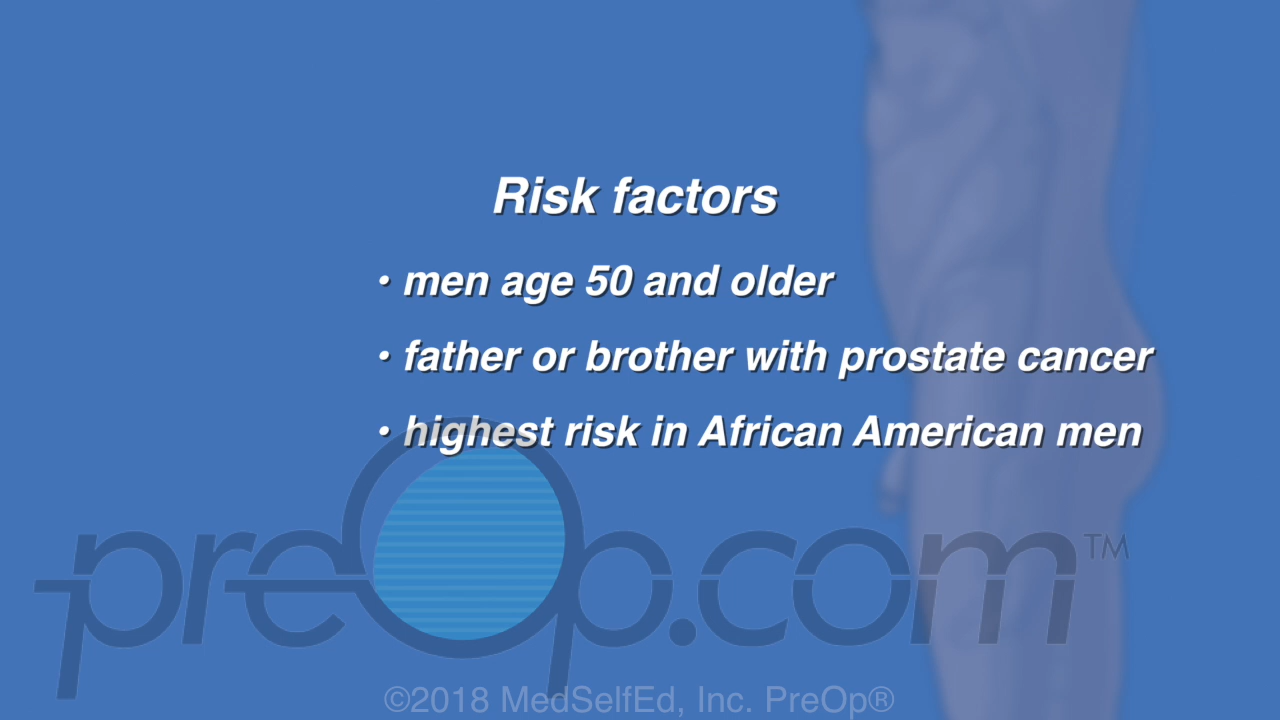 Risk factors
• men age 50 and older
• father or brother with prostate cancer
• highest risk in African American men
preOp.com™
©2018 MedSelfEd, Inc. PreOp®